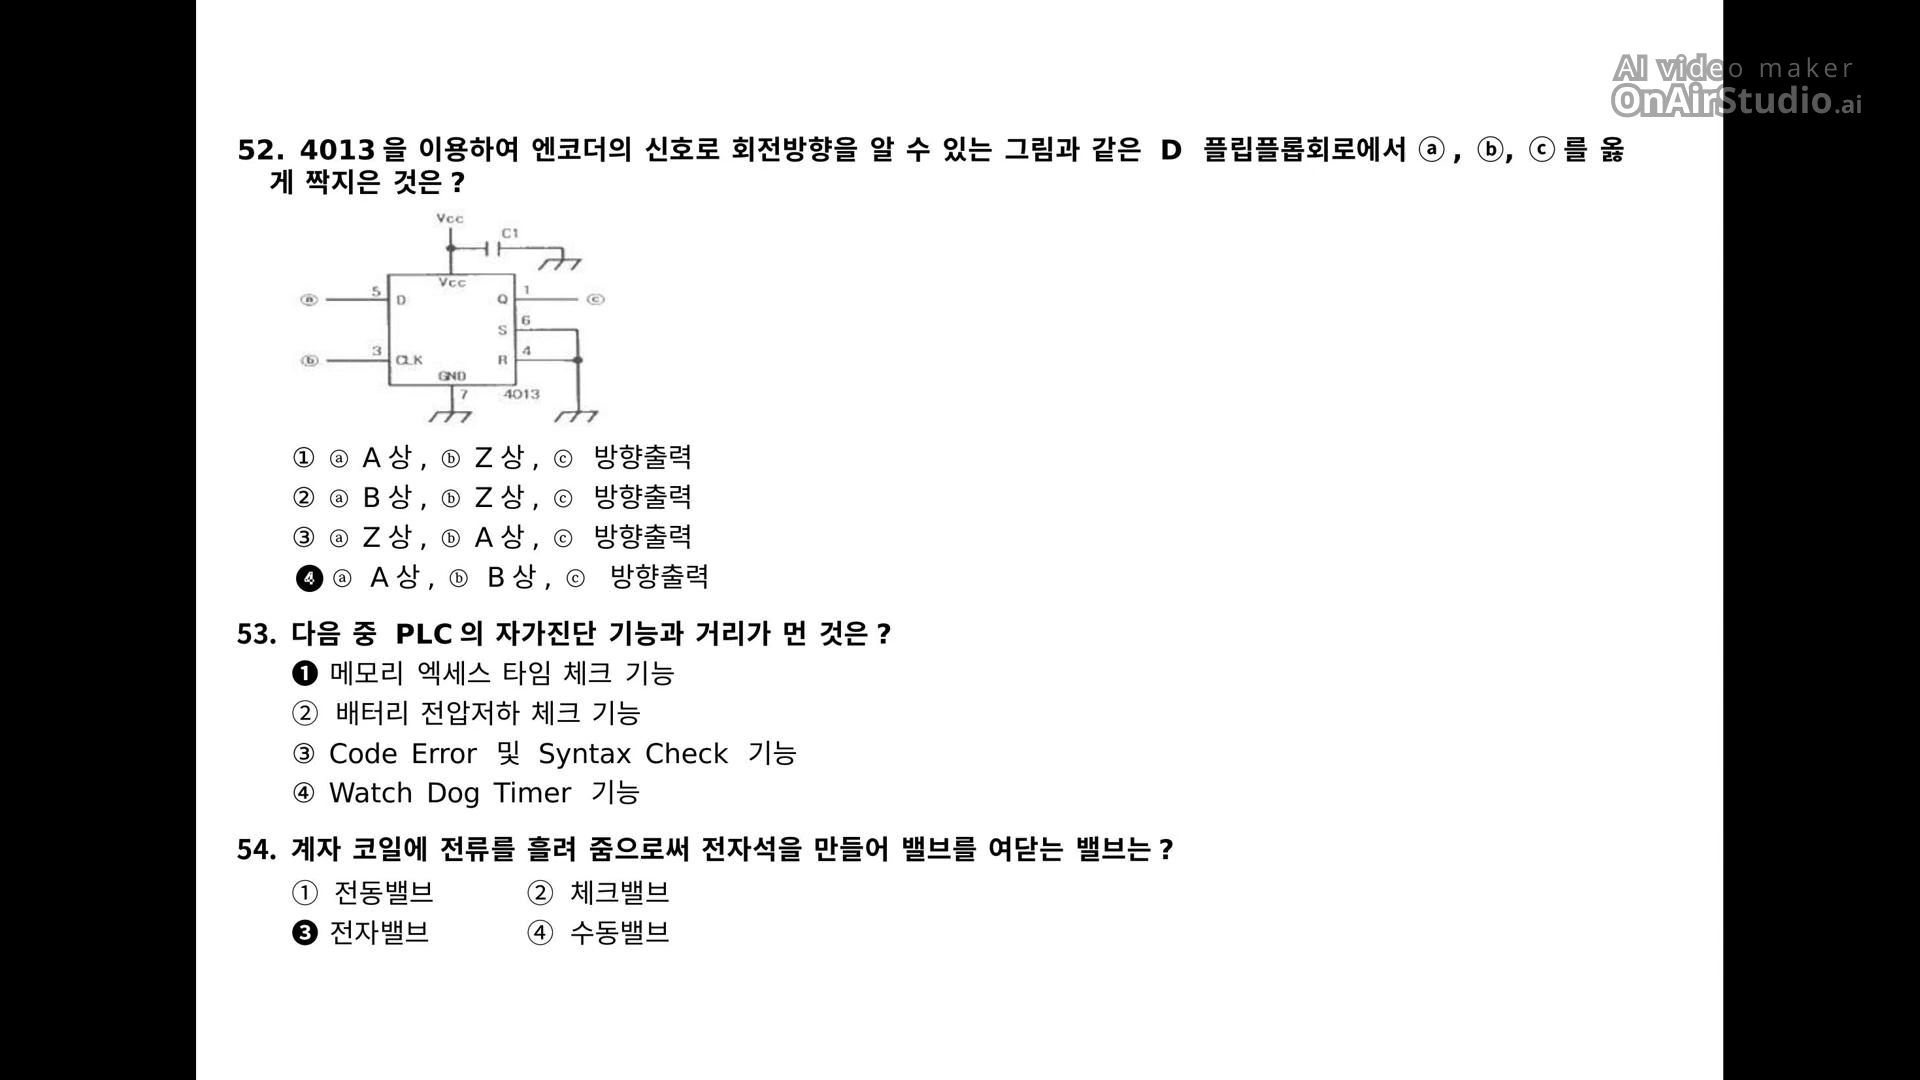 AI video maker
OnAirStudio.ai
52. 4013을 이용하여 엔코더의 신호로 회전방향을 알 수 있는 그림과 같은 D 플립플롭회로에서 ⓐ, ⓑ, ⓒ를 옳
게 짝지은 것은?
Vcc
C1
Vcc
ⓐ 5 D Q 1 ⓒ
S 6
ⓑ 3 CLK R 4
GND
7 4013
① ⓐ A상, ⓑ Z상, ⓒ 방향출력
② ⓐ B상, ⓑ Z상, ⓒ 방향출력
③ ⓐ Z상, ⓑ A상, ⓒ 방향출력
❹ ⓐ A상, ⓑ B상, ⓒ 방향출력
53. 다음 중 PLC의 자가진단 기능과 거리가 먼 것은?
❶ 메모리 엑세스 타임 체크 기능
② 배터리 전압저하 체크 기능
③ Code Error 및 Syntax Check 기능
④ Watch Dog Timer 기능
54. 계자 코일에 전류를 흘려 줌으로써 전자석을 만들어 밸브를 여닫는 밸브는?
① 전동밸브 ② 체크밸브
❸ 전자밸브 ④ 수동밸브